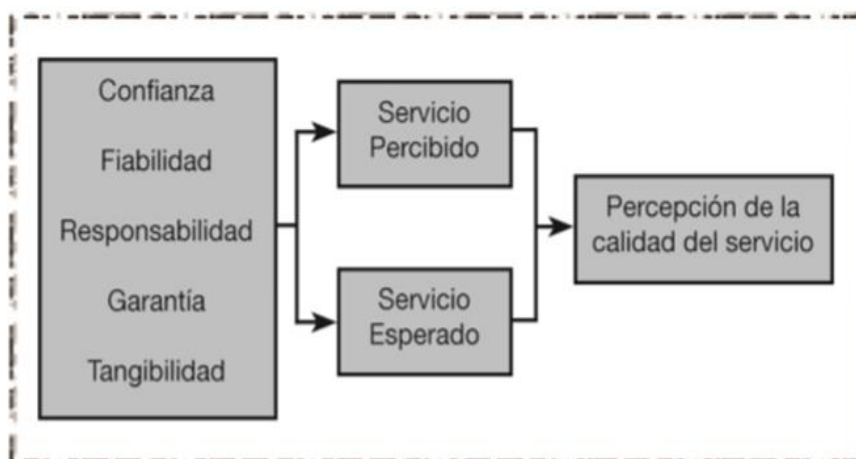 Confianza
Fiabilidad
Responsabilidad
Garantía
Tangibilidad
Servicio
Percibido
Servicio
Esperado
Percepción de la
calidad del servicio